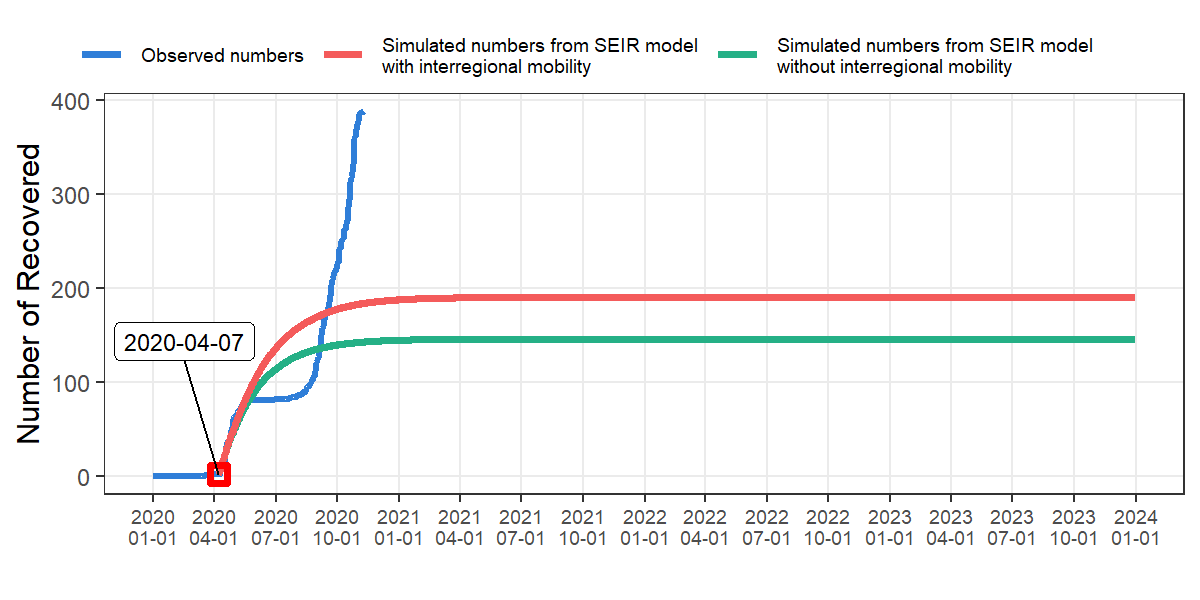 Observed numbers
Simulated numbers from SEIR model
with interregional mobility
Simulated numbers from SEIR model
without interregional mobility
Number of Recovered
400
300
200
100
0
2020-04-07
2020 2020 2020 2020 2021 2021 2021 2021 2022 2022 2022 2022 2023 2023 2023 2023 2024
01-01 04-01 07-01 10-01 01-01 04-01 07-01 10-01 01-01 04-01 07-01 10-01 01-01 04-01 07-01 10-01 01-01